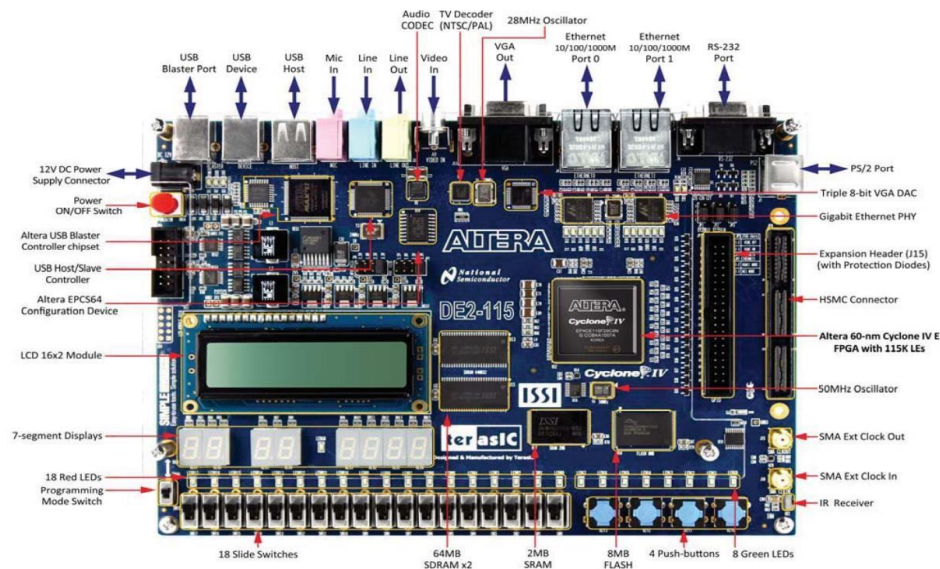 Audio
CODEC
TV Decoder
(NTSC/PAL)
28MHz Oscillator
USB
Blaster Port
USB
Device
USB
Host
Mic
In
Line
In
Line
Out
Video
In
VGA
Out
Ethernet
10/100/1000M
Port 0
Ethernet
10/100/1000M
Port 1
RS-232
Port
12V DC Power
Supply Connector
PS/2 Port
Power
ON/OFF Switch
Triple 8-bit VGA DAC
Gigabit Ethernet PHY
Altera USB Blaster
Controller chipset
USB Host/Slave
Controller
Expansion Header (J15)
(with Protection Diodes)
Altera EPCS64
Configuration Device
HSMC Connector
ALTERA
National
Semiconductor
DE2-115
ALTERA
Cyclone IV
Altera 60-nm Cyclone IV E
FPGA with 115K LEs
LCD 16x2 Module
Cyclone IV
50MHz Oscillator
ISSI
ISSI
7-segment Displays
terasIC
Designed & Manufactured by Terasic
SMA Ext Clock Out
18 Red LEDs
SMA Ext Clock In
Programming
Mode Switch
IR Receiver
18 Slide Switches
64MB
SDRAM x2
2MB
SRAM
8MB
FLASH
4 Push-buttons
8 Green LEDs